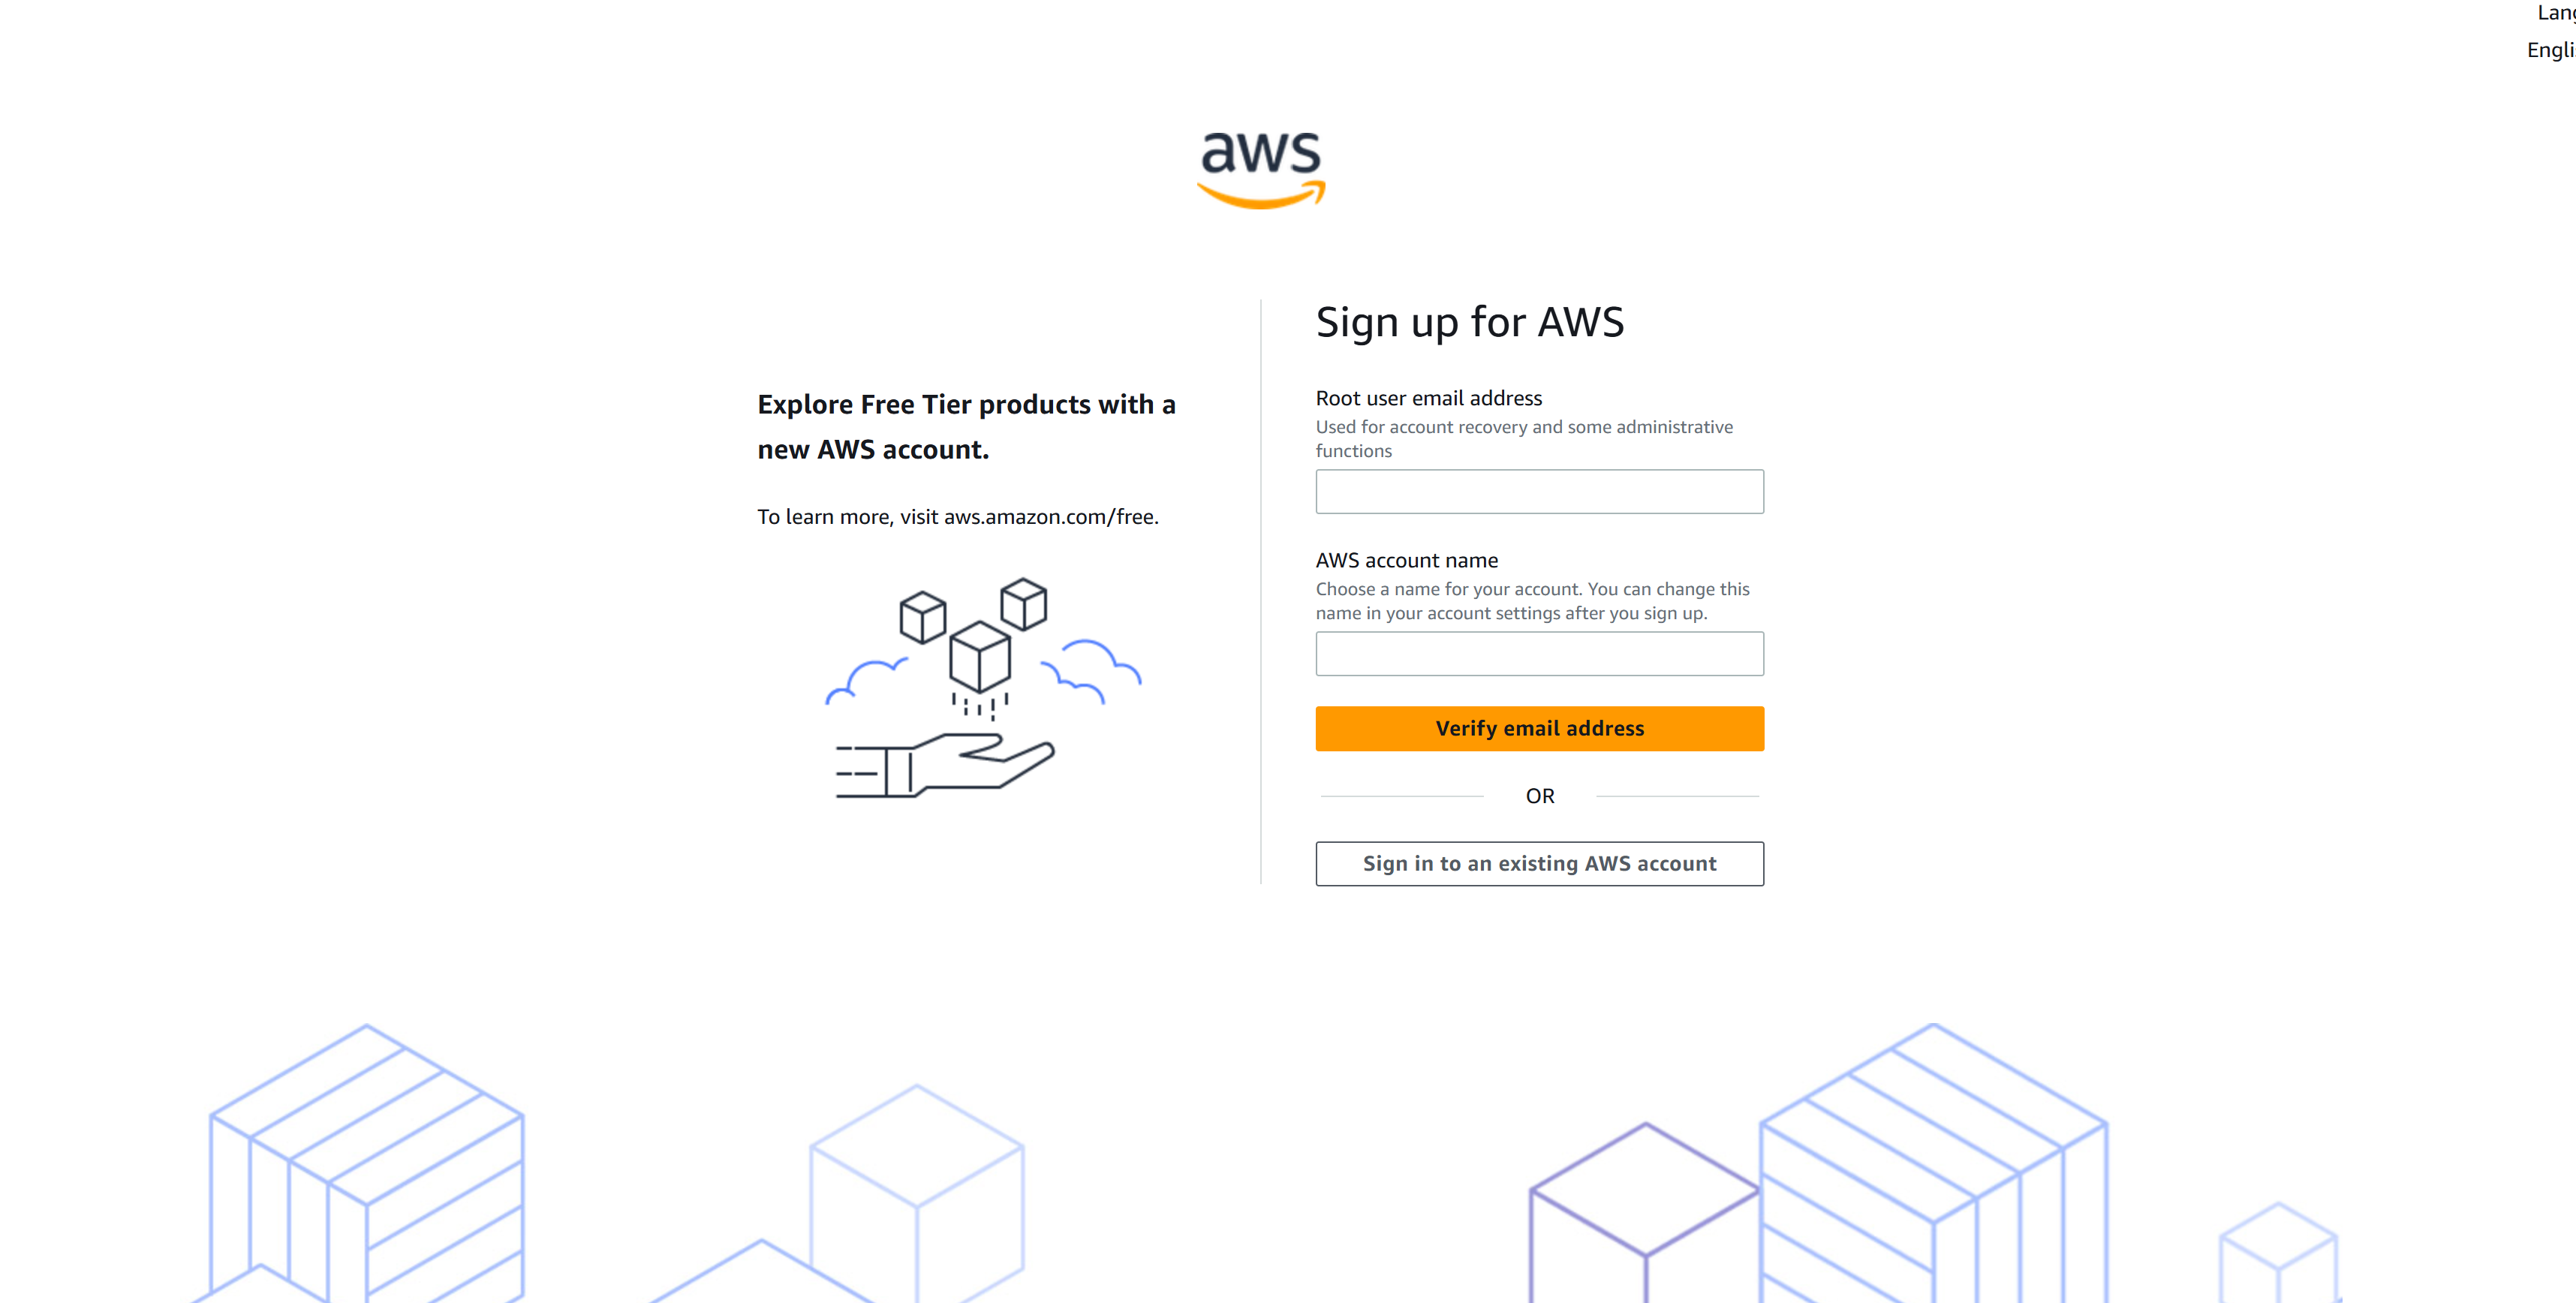 Lang
Engli
aws
Sign up for AWS
Explore Free Tier products with a
new AWS account.
To learn more, visit aws.amazon.com/free.
Root user email address
Used for account recovery and some administrative
functions
AWS account name
Choose a name for your account. You can change this
name in your account settings after you sign up.
Verify email address
OR
Sign in to an existing AWS account